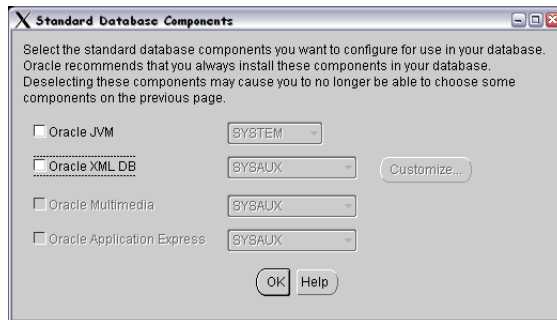 Standard Database Components
Select the standard database components you want to configure for use in your database.
Oracle recommends that you always install these components in your database.
Deselecting these components may cause you to no longer be able to choose some
components on the previous page.
Oracle JVM SYSTEM
Oracle XML DB SYSAUX Customize...
Oracle Multimedia SYSAUX
Oracle Application Express SYSAUX
OK Help